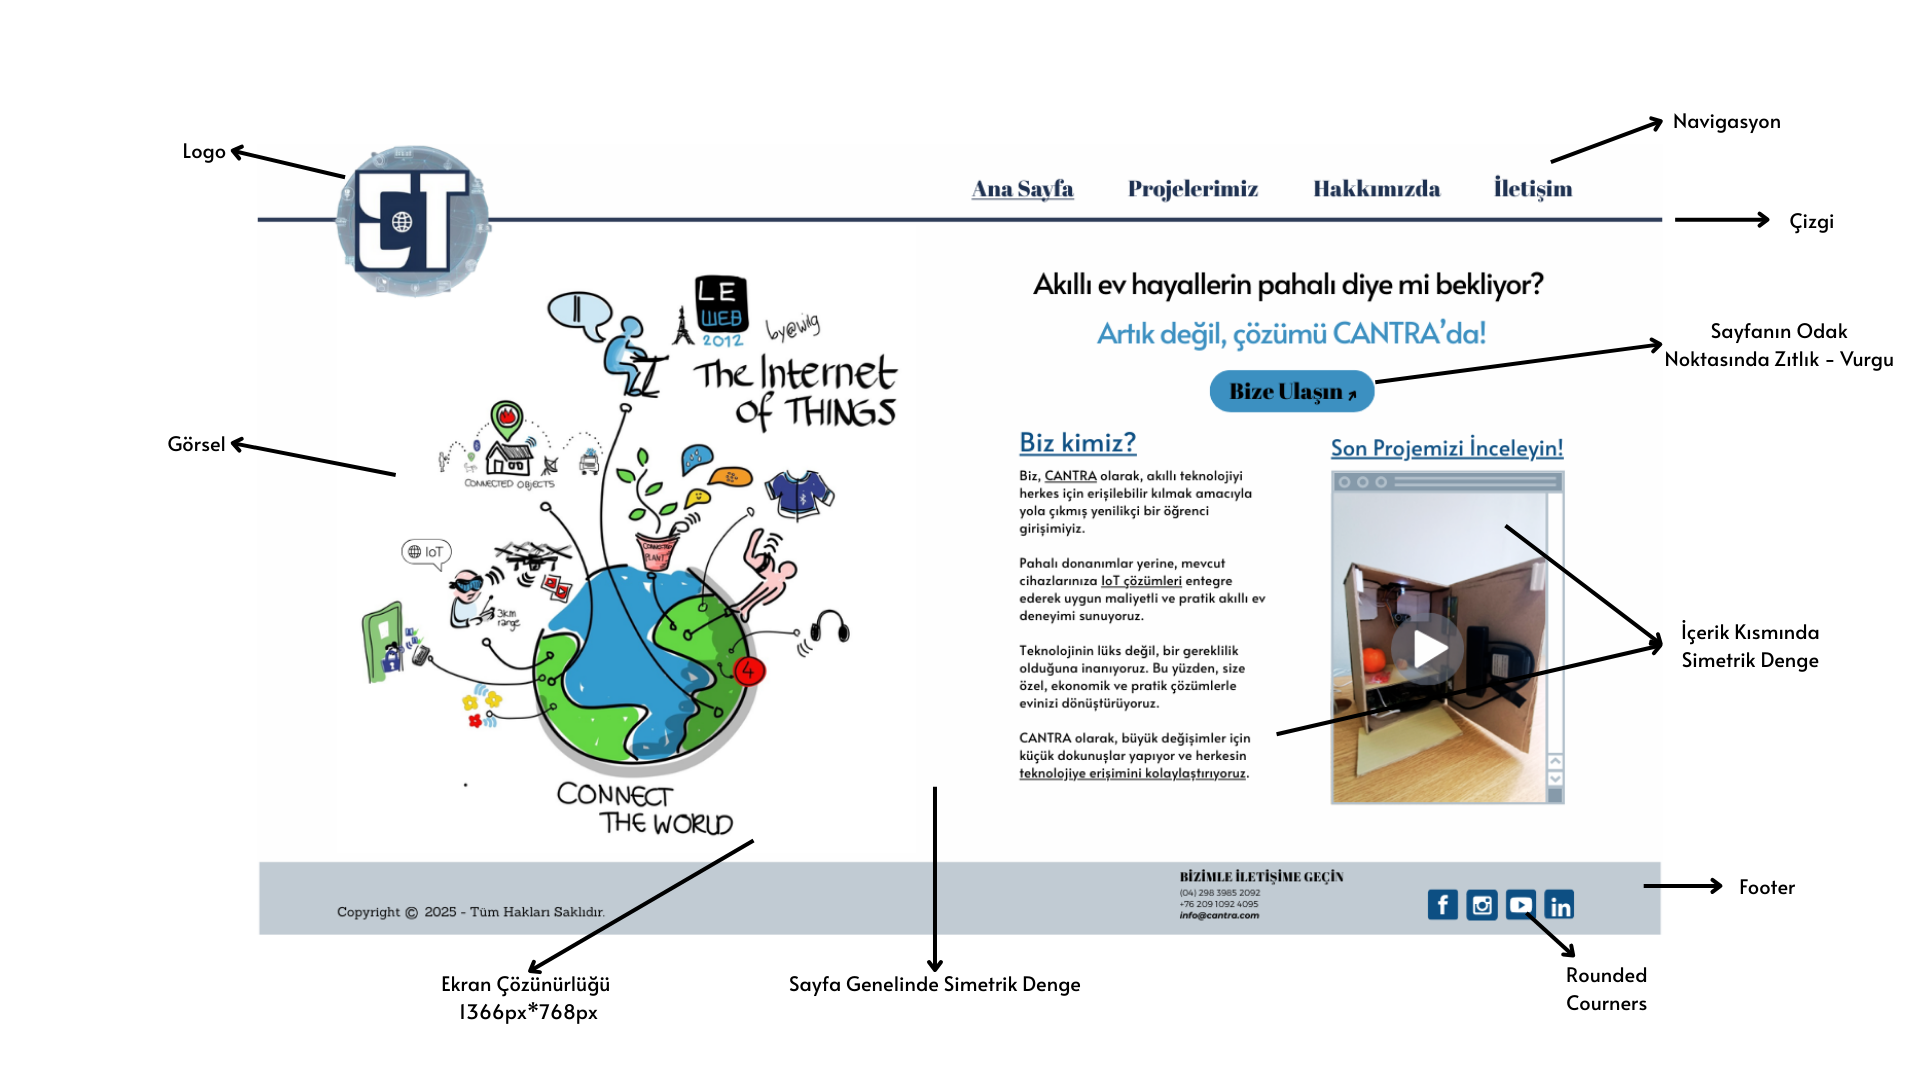 Navigasyon
Logo
Ana Sayfa Projelerimiz Hakkımızda İletişim
Çizgi
Akıllı ev hayallerin pahalı diye mi bekliyor?
Artık değil, çözümü CANTRA'da!
Bize Ulaşın
Sayfanın Odak
Noktasında Zıtlık - Vurgu
Görsel
LE
WEB
2012
by@wilg
The Internet
of THINGS
CONNECTED OBJECTS
IoT
3km
range
CONNECTED
PLANT
4
CONNECT
THE WORLD
Biz kimiz?
Biz, CANTRA olarak, akıllı teknolojiyi
herkes için erişilebilir kılmak amacıyla
yola çıkmış yenilikçi bir öğrenci
girişimiyiz.
Pahalı donanımlar yerine, mevcut
cihazlarınıza IoT çözümleri entegre
ederek uygun maliyetli ve pratik akıllı ev
deneyimi sunuyoruz.
Teknolojinin lüks değil, bir gereklilik
olduğuna inanıyoruz. Bu yüzden, size
özel, ekonomik ve pratik çözümlerle
evinizi dönüştürüyoruz.
CANTRA olarak, büyük değişimler için
küçük dokunuşlar yapıyor ve herkesin
teknolojiye erişimini kolaylaştırıyoruz.
Son Projemizi İnceleyin!
İçerik Kısmında
Simetrik Denge
Copyright © 2025 - Tüm Hakları Saklıdır.
BİZİMLE İLETİŞİME GEÇİN
(04) 298 3985 2092
+76 209 1092 4095
info@cantra.com
f in
Footer
Ekran Çözünürlüğü
1366px*768px
Sayfa Genelinde Simetrik Denge
Rounded
Courners